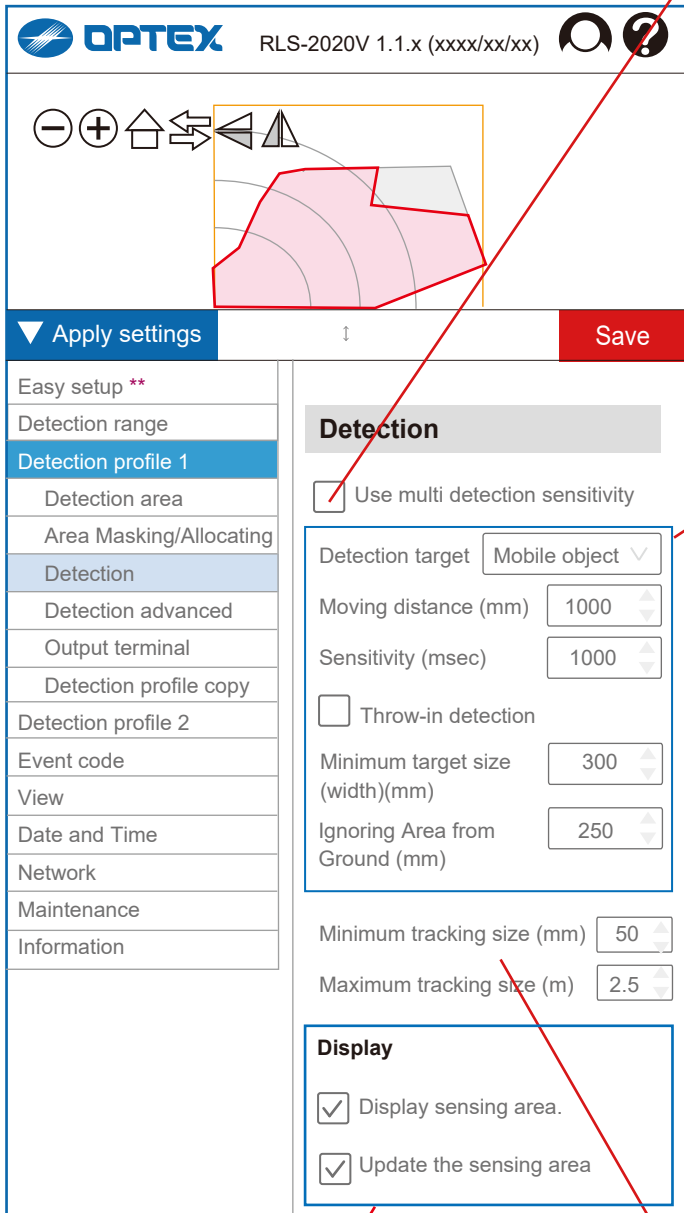 OPTEX RLS-2020V 1.1.x (xxxx/xx/xx) ?
Apply settings Save
Easy setup **
Detection range
Detection profile 1
Detection area
Area Masking/Allocating
Detection
Detection advanced
Output terminal
Detection profile copy
Detection profile 2
Event code
View
Date and Time
Network
Maintenance
Information
Detection
Use multi detection sensitivity
Detection target Mobile object
Moving distance (mm) 1000
Sensitivity (msec) 1000
Throw-in detection
Minimum target size 300
(width)(mm)
Ignoring Area from 250
Ground (mm)
Minimum tracking size (mm) 50
Maximum tracking size (m) 2.5
Display
Display sensing area.
Update the sensing area